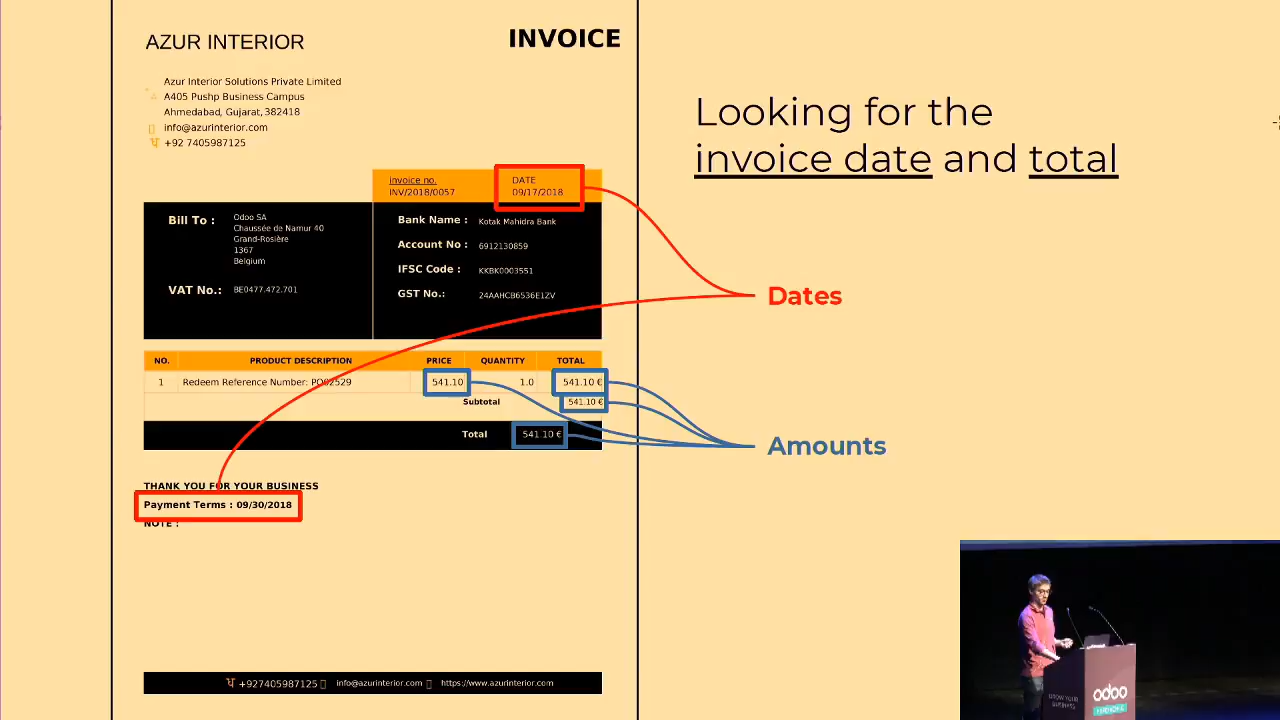 AZUR INTERIOR
INVOICE
Azur Interior Solutions Private Limited
A405 Pushp Business Campus
Ahmedabad, Gujarat,382418
info@azurinterior.com
+92 7405987125
invoice no.
INV/2018/0057
DATE
09/17/2018
Bill To :
Odoo SA
Chaussée de Namur 40
Grand-Rosière
1367
Belgium
VAT No.: BE0477.472.701
Bank Name : Kotak Mahidra Bank
Account No : 6912130859
IFSC Code : KKBK0003551
GST No.: 24AAHCB6536E1ZV
NO. PRODUCT DESCRIPTION PRICE QUANTITY TOTAL
1 Redeem Reference Number: PO02529 541.10 1.0 541.10 €
Subtotal 541.10 €
Total 541.10 €
THANK YOU FOR YOUR BUSINESS
Payment Terms : 09/30/2018
NOTE :
+927405987125 info@azurinterior.com https://www.azurinterior.com
Looking for the
invoice date and total
Dates
Amounts
GROW YOUR
BUSINESS
odoo